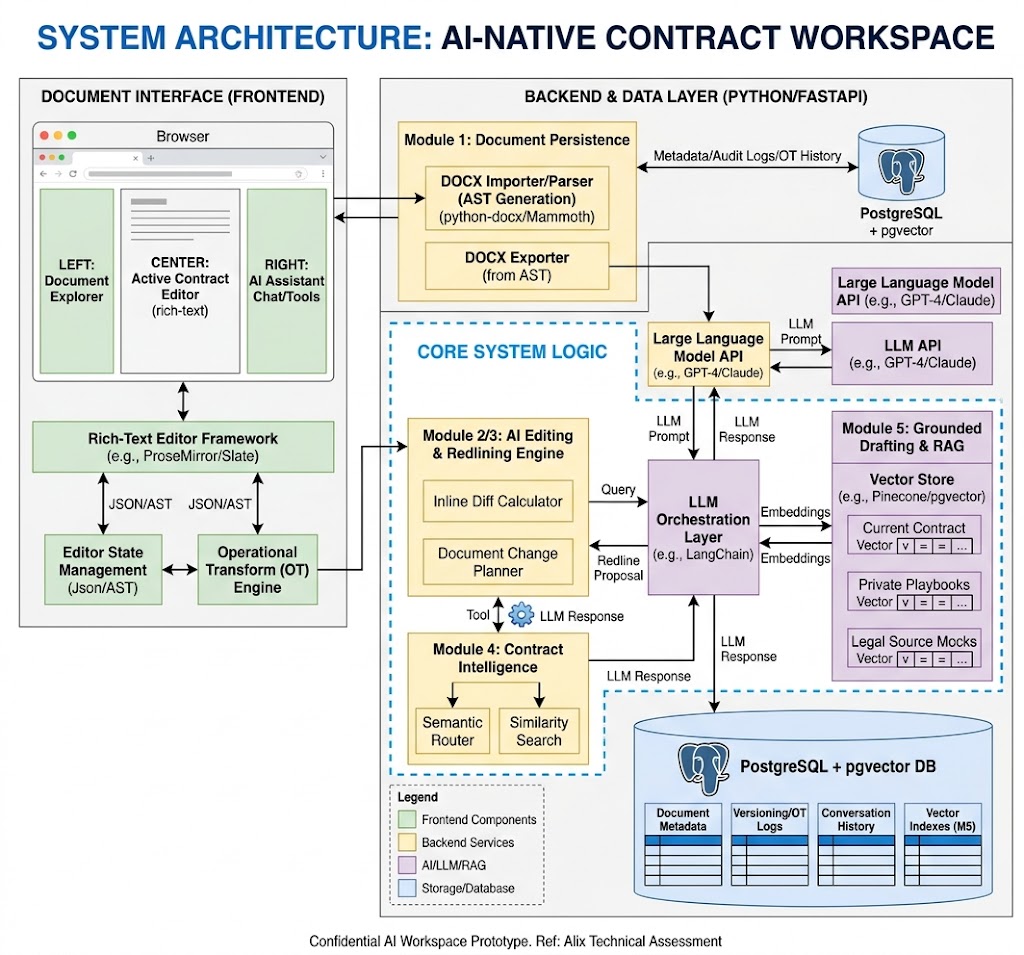 SYSTEM ARCHITECTURE: AI-NATIVE CONTRACT WORKSPACE
DOCUMENT INTERFACE (FRONTEND)
Browser
LEFT:
Document
Explorer
CENTER:
Active Contract
Editor
(rich-text)
RIGHT:
AI Assistant
Chat/Tools
Rich-Text Editor Framework
(e.g., ProseMirror/Slate)
JSON/AST
JSON/AST
Editor State
Management
(Json/AST)
Operational
Transform (OT)
Engine
BACKEND & DATA LAYER (PYTHON/FASTAPI)
Module 1: Document Persistence
DOCX Importer/Parser
(AST Generation)
(python-docx/Mammoth)
DOCX Exporter
(from AST)
Metadata/Audit Logs/OT History
PostgreSQL
+ pgvector
Large Language Model
API (e.g., GPT-4/Claude)
Large Language
Model API
(e.g., GPT-4/Claude)
LLM
Prompt
LLM API
(e.g., GPT-4/Claude)
CORE SYSTEM LOGIC
LLM
Prompt
LLM
Response
Module 2/3: AI Editing
& Redlining Engine
Inline Diff Calculator
Document Change
Planner
Query
Redline
Proposal
LLM
Orchestration
Layer
(e.g., LangChain)
Embeddings
Embeddings
Module 5: Grounded
Drafting & RAG
Vector Store
(e.g., Pinecone/pgvector)
Current Contract
Vector v = = ...
Private Playbooks
Vector v = = ...
Legal Source Mocks
Vector v = = ...
Tool
LLM Response
Module 4: Contract
Intelligence
Semantic
Router
Similarity
Search
LLM Response
LLM
Response
PostgreSQL + pgvector DB
Document
Metadata
Versioning/OT
Logs
Conversation
History
Vector
Indexes (M5)
Legend
Frontend Components
Backend Services
AI/LLM/RAG
Storage/Database
Confidential AI Workspace Prototype. Ref: Alix Technical Assessment